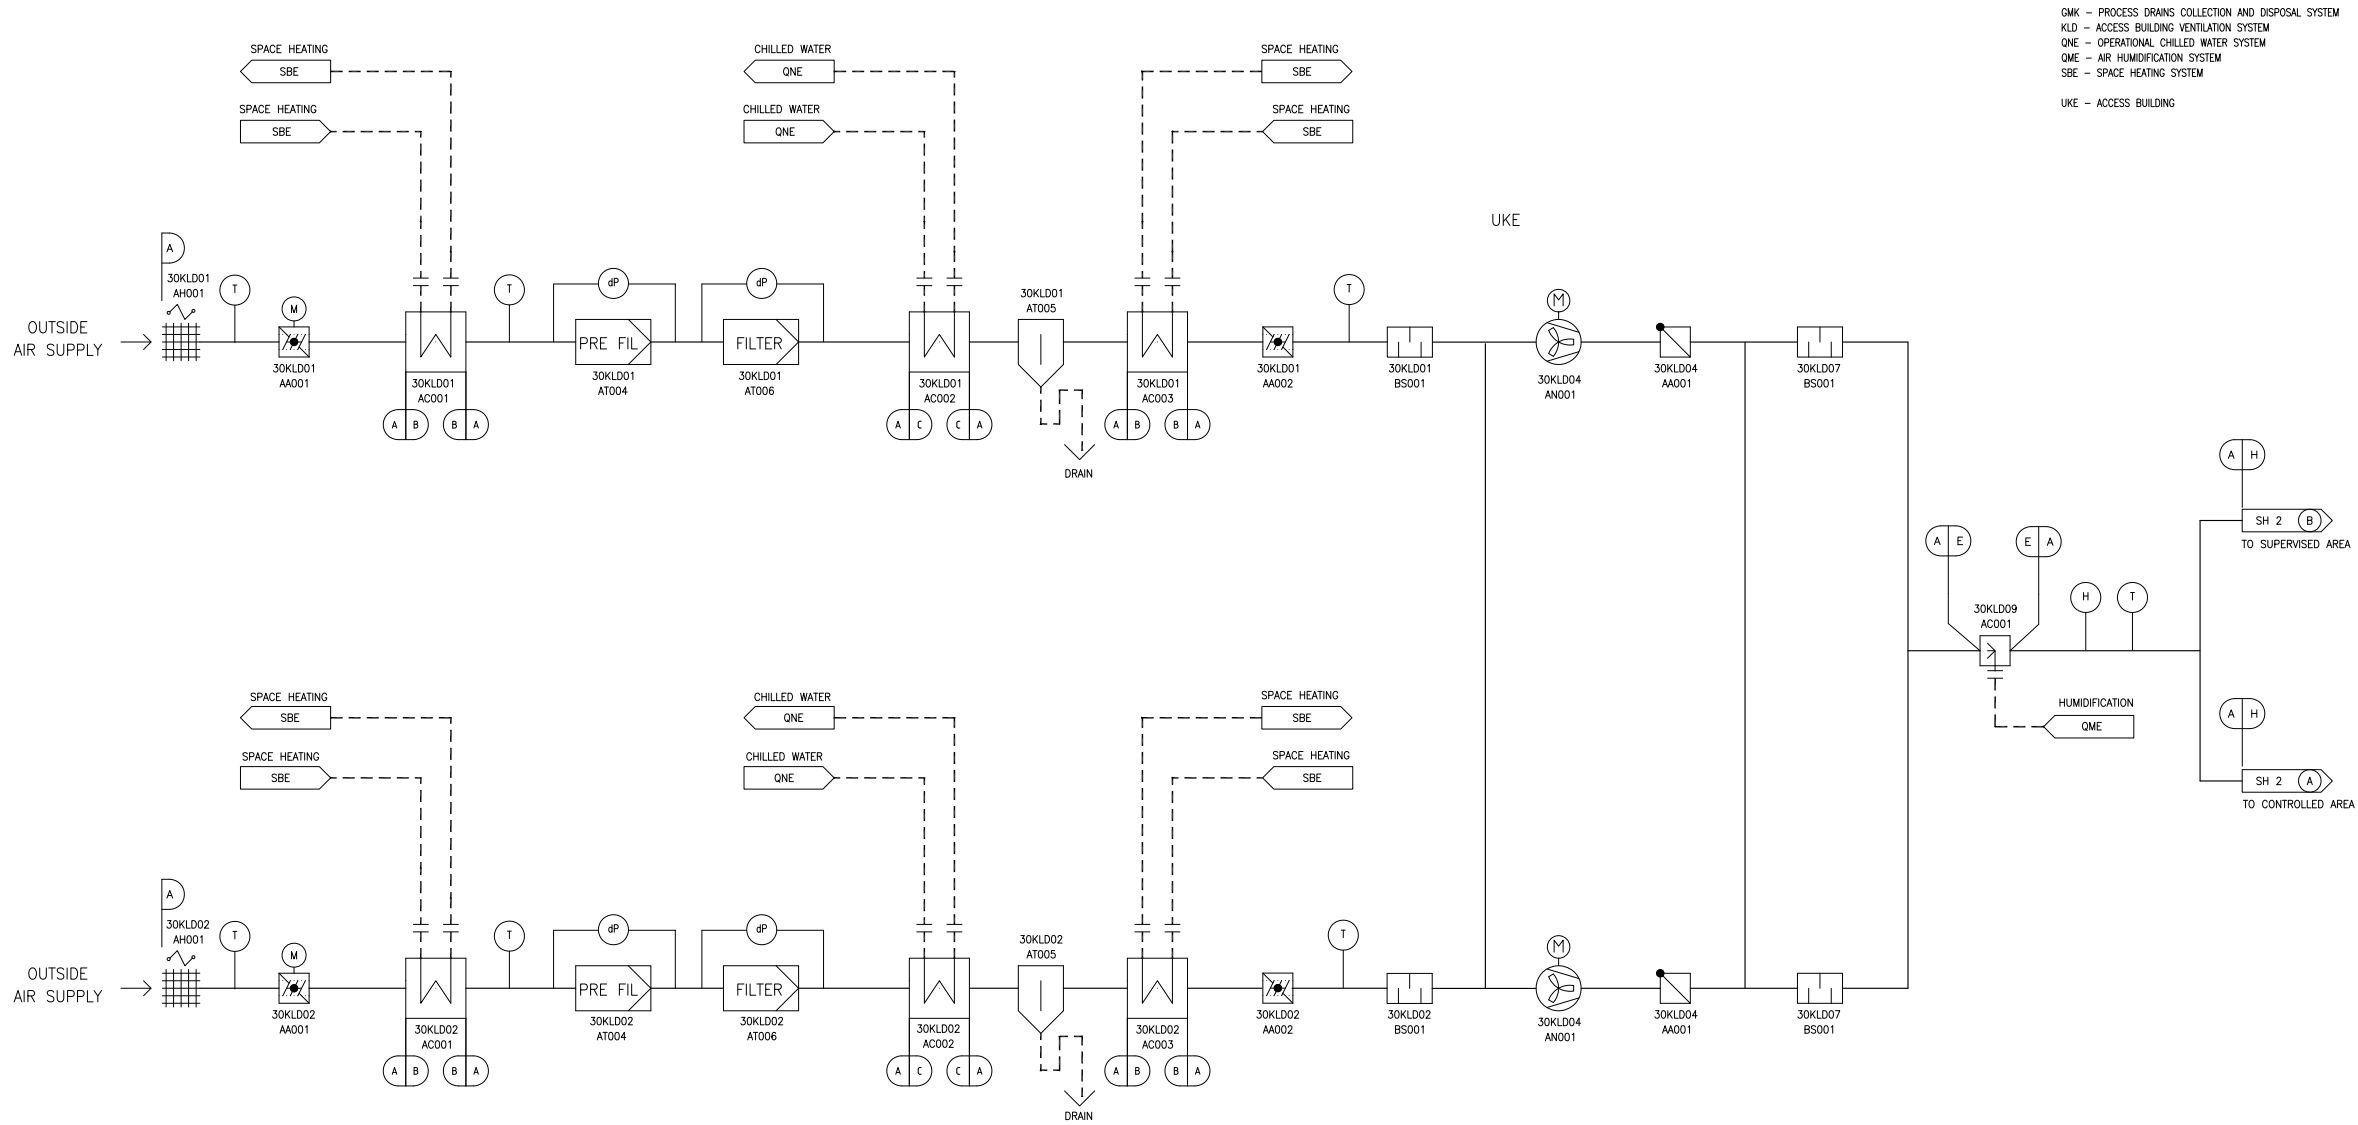 GMK - PROCESS DRAINS COLLECTION AND DISPOSAL SYSTEM
KLD - ACCESS BUILDING VENTILATION SYSTEM
QNE - OPERATIONAL CHILLED WATER SYSTEM
QME - AIR HUMIDIFICATION SYSTEM
SBE - SPACE HEATING SYSTEM
UKE - ACCESS BUILDING
SPACE HEATING
SBE
SPACE HEATING
SBE
CHILLED WATER
QNE
CHILLED WATER
QNE
SPACE HEATING
SBE
SPACE HEATING
SBE
UKE
OUTSIDE
AIR SUPPLY
A
30KLD01
AH001
T
M
30KLD01
AA001
30KLD01
AC001
A B
B A
T
dP
PRE FIL
30KLD01
AT004
dP
FILTER
30KLD01
AT006
30KLD01
AC002
A C
C A
30KLD01
AT005
DRAIN
30KLD01
AC003
A B
B A
30KLD01
AA002
T
30KLD01
BS001
M
30KLD04
AN001
30KLD04
AA001
30KLD07
BS001
A H
SH 2 B
TO SUPERVISED AREA
A E
E A
30KLD09
AC001
H
T
HUMIDIFICATION
QME
A H
SH 2 A
TO CONTROLLED AREA
SPACE HEATING
SBE
SPACE HEATING
SBE
CHILLED WATER
QNE
CHILLED WATER
QNE
SPACE HEATING
SBE
SPACE HEATING
SBE
OUTSIDE
AIR SUPPLY
A
30KLD02
AH001
T
M
30KLD02
AA001
30KLD02
AC001
A B
B A
T
dP
PRE FIL
30KLD02
AT004
dP
FILTER
30KLD02
AT006
30KLD02
AC002
A C
C A
30KLD02
AT005
DRAIN
30KLD02
AC003
A B
B A
30KLD02
AA002
T
30KLD02
BS001
M
30KLD04
AN001
30KLD04
AA001
30KLD07
BS001